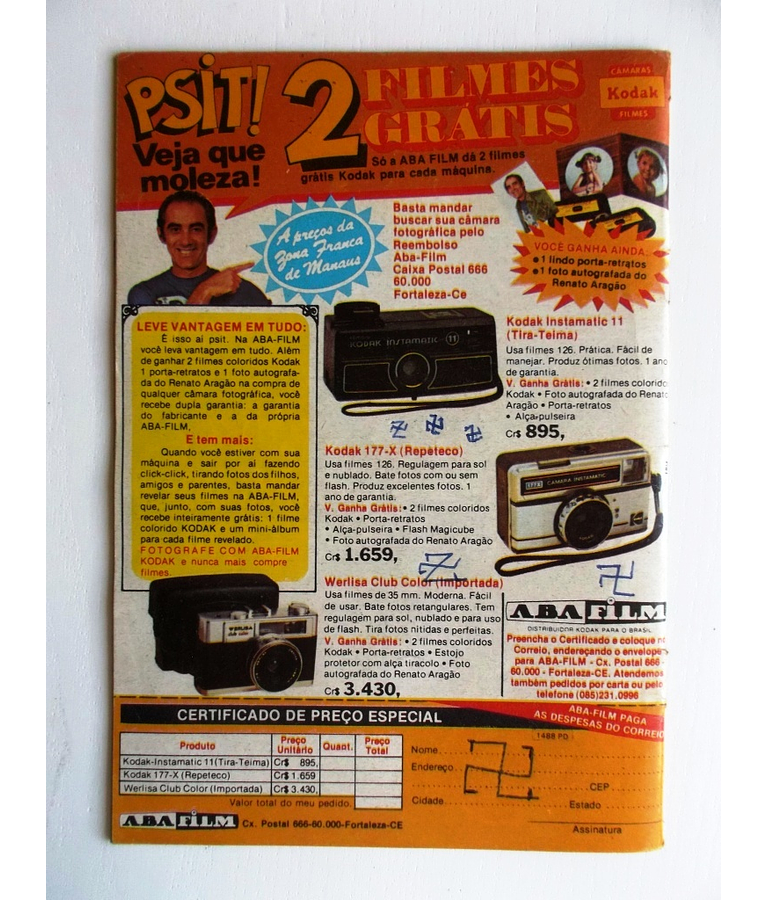 PSIT!
Veja que
moleza!
2 FILMES
GRÁTIS
Só a ABA FILM dá 2 filmes
grátis Kodak para cada máquina.
CÂMARAS
Kodak
FILMES
A preços da
Zona Franca
de Manaus
Basta mandar
buscar sua câmara
fotográfica pelo
Reembolso
Aba-Film
Caixa Postal 666
60.000
Fortaleza-Ce
VOCÊ GANHA AINDA:
• 1 lindo porta-retratos
• 1 foto autografada do
Renato Aragão
LEVE VANTAGEM EM TUDO:
É isso aí psit. Na ABA-FILM
você leva vantagem em tudo. Além
de ganhar 2 filmes coloridos Kodak
1 porta-retratos e 1 foto autografa-
da do Renato Aragão na compra de
qualquer câmara fotográfica, você
recebe dupla garantia: a garantia
do fabricante e a da própria
ABA-FILM,
E tem mais:
Quando você estiver com sua
máquina e sair por aí fazendo
click-click, tirando fotos dos filhos,
amigos e parentes, basta mandar
revelar seus filmes na ABA-FILM,
que, junto, com suas fotos, você
recebe inteiramente grátis: 1 filme
colorido KODAK e um mini-álbum
para cada filme revelado.
FOTOGRAFE COM ABA-FILM
KODAK e nunca mais compre
filmes.
KODAK INSTAMATIC 11
Kodak Instamatic 11
(Tira-Teima)
Usa filmes 126. Prática. Fácil de
manejar. Produz ótimas fotos. 1 ano
de garantia.
V. Ganha Grátis: • 2 filmes colorido
Kodak • Foto autografada do Renato
Aragão • Porta-retratos
• Alça-pulseira
Cr$ 895,
Kodak 177-X (Repeteco)
Usa filmes 126. Regulagem para sol
e nublado. Bate fotos com ou sem
flash. Produz excelentes fotos. 1
ano de garantia.
V. Ganha Grátis: • 2 filmes coloridos
Kodak • Porta-retratos
• Alça-pulseira • Flash Magicube
• Foto autografada do Renato Aragão
Cr$ 1.659,
CAMERA INSTAMATIC
Werlisa Club Color (Importada)
Usa filmes de 35 mm. Moderna. Fácil
de usar. Bate fotos retangulares. Tem
regulagem para sol, nublado e para uso
de flash. Tira fotos nítidas e perfeitas.
V. Ganha Grátis: • 2 filmes coloridos
Kodak • Porta-retratos • Estojo
protetor com alça tiracolo • Foto
autografada do Renato Aragão
Cr$ 3.430,
WERLISA
ABA FILM
DISTRIBUIDOR KODAK PARA O BRASIL
Preencha o Certificado e coloque no
Correio, endereçando o envelope
para ABA-FILM - Cx. Postal 666 -
60.000 - Fortaleza-CE. Atendemos
também pedidos por carta ou pelo
telefone (085)231.0996
CERTIFICADO DE PREÇO ESPECIAL
ABA-FILM PAGA
AS DESPESAS DO CORREIO
Produto Preço Unitário Quant. Preço Total
Kodak-Instamatic 11(Tira-Teima) Cr$ 895,
Kodak 177-X (Repeteco) Cr$ 1.659
Werlisa Club Color (Importada) Cr$ 3.430,
Valor total do meu pedido.
1488 PD
Nome
Endereço
CEP
Cidade Estado
Assinatura
ABA FILM Cx. Postal 666-60.000-Fortaleza-CE